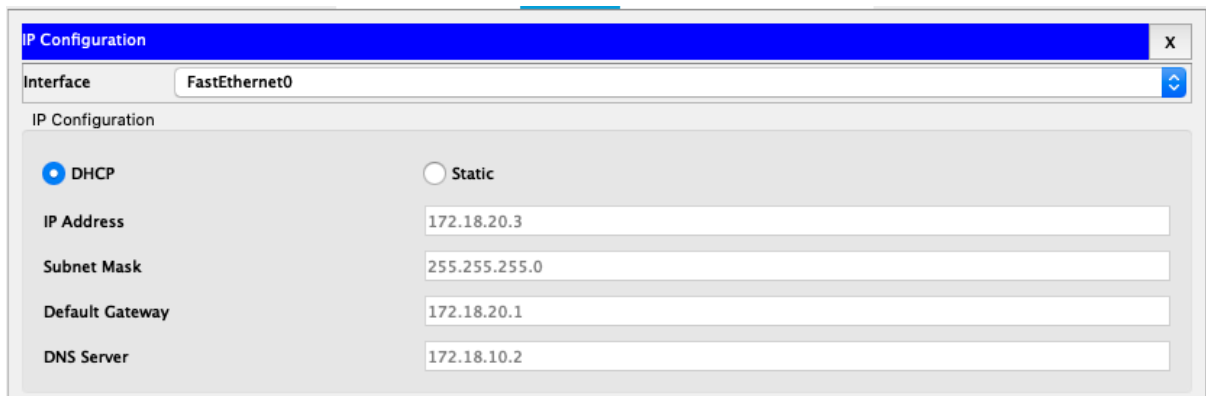 IP Configuration X
Interface FastEthernet0
IP Configuration
DHCP Static
IP Address 172.18.20.3
Subnet Mask 255.255.255.0
Default Gateway 172.18.20.1
DNS Server 172.18.10.2